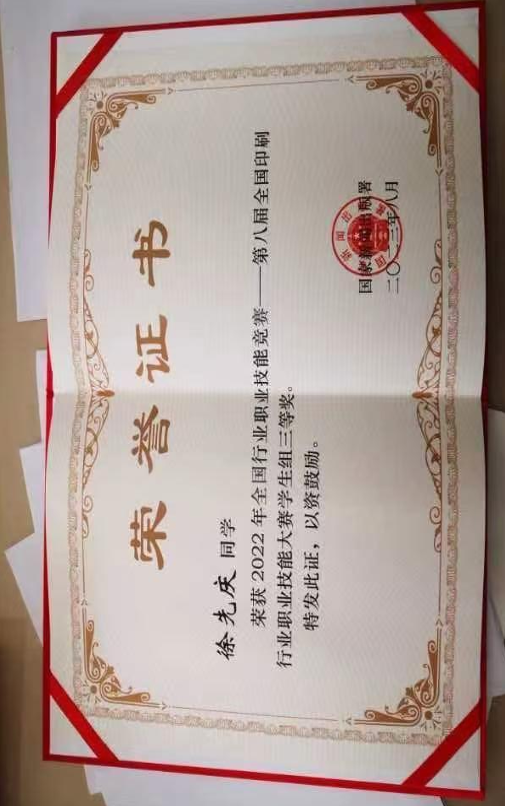 荣誉证书
徐先庆 同学
荣获 2022 年全国行业职业技能竞赛——第八届全国印刷
行业职业技能大赛学生组三等奖。
特发此证，以资鼓励。
国家新闻出版署
二〇二三年八月